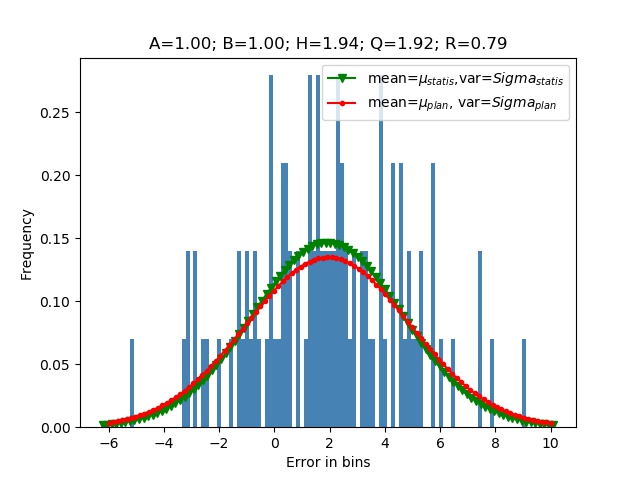 A=1.00; B=1.00; H=1.94; Q=1.92; R=0.79
mean=μstatis,var=Sigmastatis
mean=μplan, var=Sigmaplan
0.25
0.20
0.15
0.10
0.05
0.00
Frequency
−6 −4 −2 0 2 4 6 8 10
Error in bins